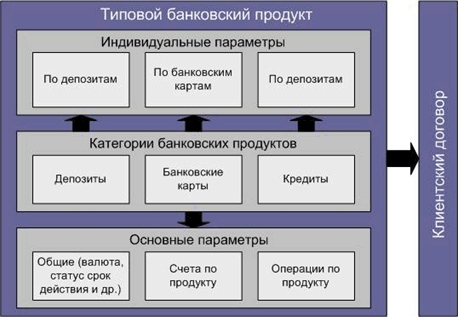 Типовой банковский продукт
Индивидуальные параметры
По депозитам
По банковским
картам
По депозитам
Категории банковских продуктов
Депозиты
Банковские
карты
Кредиты
Основные параметры
Общие (валюта,
статус срок
действия и др.)
Счета по
продукту
Операции по
продукту
Клиентский договор